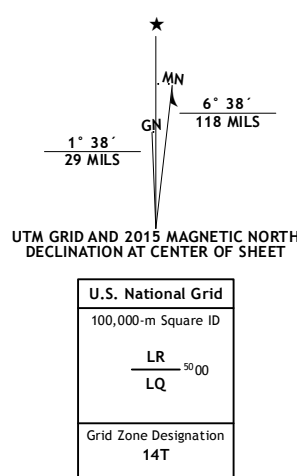 ★
MN
6° 38´
118 MILS
GN
1° 38´
29 MILS
UTM GRID AND 2015 MAGNETIC NORTH
DECLINATION AT CENTER OF SHEET
U.S. National Grid
100,000-m Square ID
LR
5000
LQ
Grid Zone Designation
14T